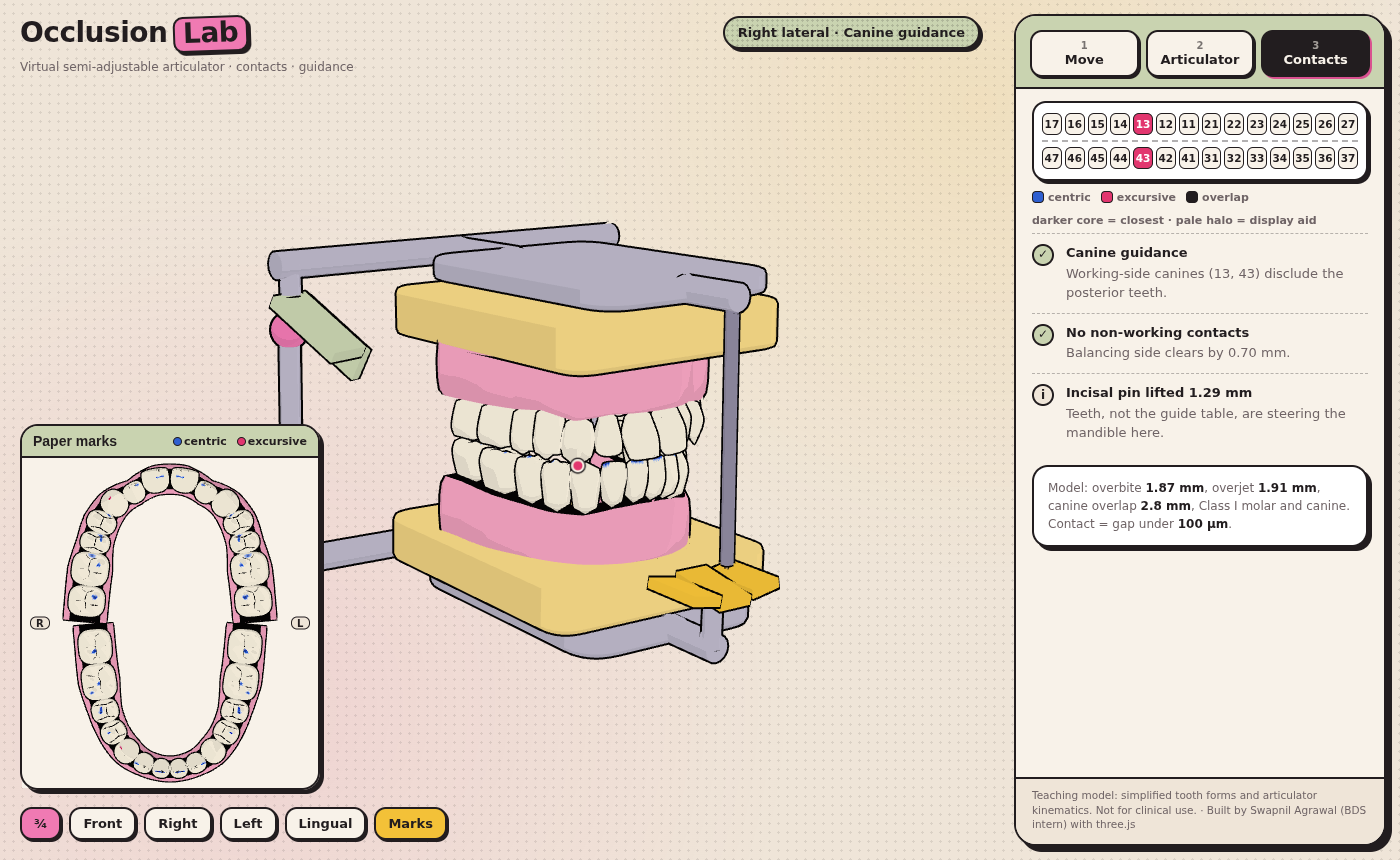 Occlusion Lab
Virtual semi-adjustable articulator · contacts · guidance
Right lateral · Canine guidance
1
Move
2
Articulator
3
Contacts
17 16 15 14 13 12 11 21 22 23 24 25 26 27
47 46 45 44 43 42 41 31 32 33 34 35 36 37
centric excursive overlap
darker core = closest · pale halo = display aid
✓ Canine guidance
Working-side canines (13, 43) disclude the
posterior teeth.
✓ No non-working contacts
Balancing side clears by 0.70 mm.
i Incisal pin lifted 1.29 mm
Teeth, not the guide table, are steering the
mandible here.
Model: overbite 1.87 mm, overjet 1.91 mm,
canine overlap 2.8 mm, Class I molar and canine.
Contact = gap under 100 µm.
Paper marks centric excursive
R L
¾ Front Right Left Lingual Marks
Teaching model: simplified tooth forms and articulator
kinematics. Not for clinical use. · Built by Swapnil Agrawal (BDS
intern) with three.js